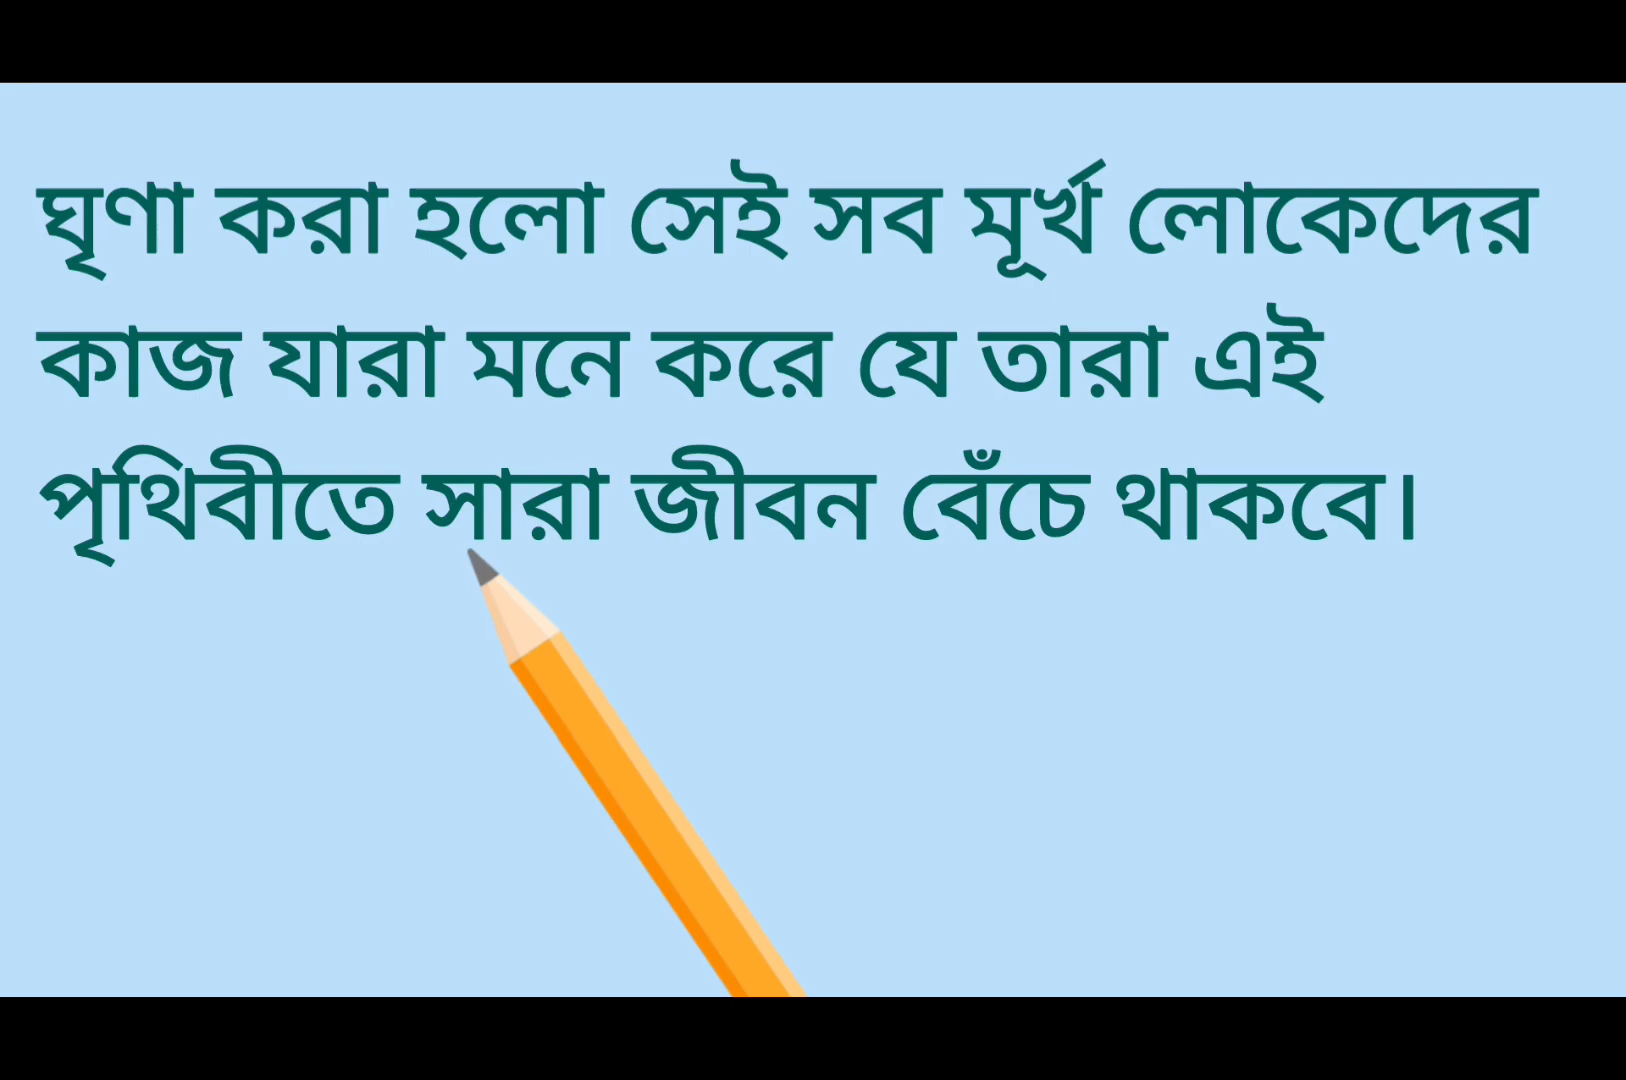 ঘৃণা করা হলো সেই সব মূর্খ লোকেদের
কাজ যারা মনে করে যে তারা এই
পৃথিবীতে সারা জীবন বেঁচে থাকবে।